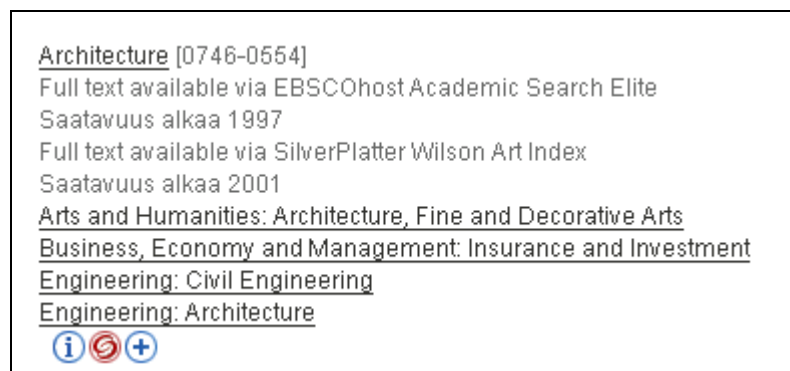 Architecture [0746-0554]
Full text available via EBSCOhost Academic Search Elite
Saatavuus alkaa 1997
Full text available via SilverPlatter Wilson Art Index
Saatavuus alkaa 2001
Arts and Humanities: Architecture, Fine and Decorative Arts
Business, Economy and Management: Insurance and Investment
Engineering: Civil Engineering
Engineering: Architecture